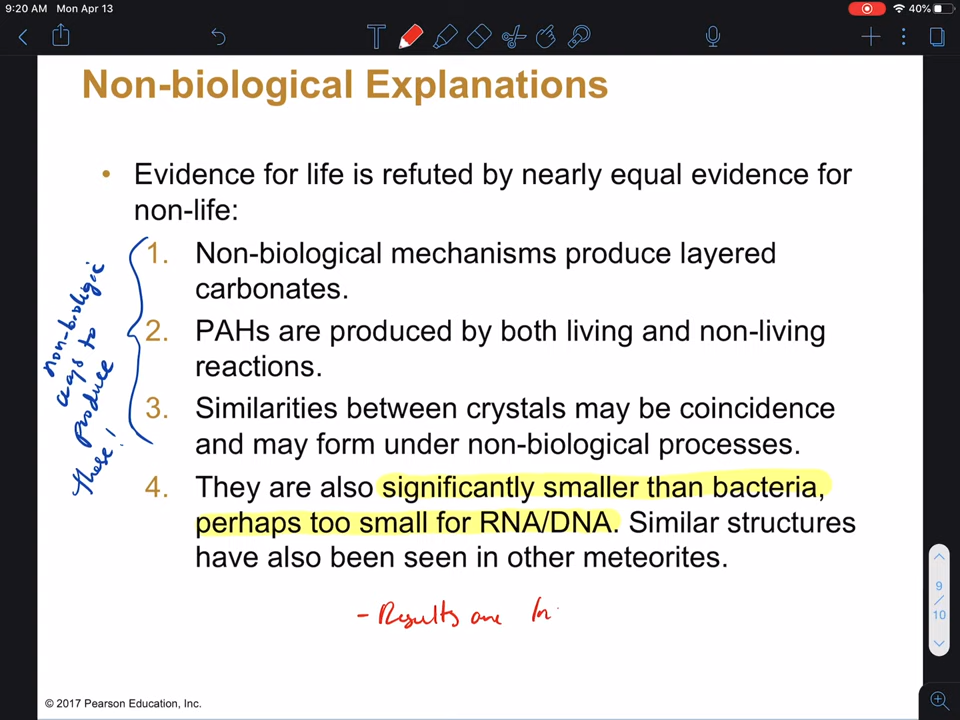 9:20 AM Mon Apr 13
40%
T
Non-biological Explanations
• Evidence for life is refuted by nearly equal evidence for
non-life:
1. Non-biological mechanisms produce layered
carbonates.
2. PAHs are produced by both living and non-living
reactions.
3. Similarities between crystals may be coincidence
and may form under non-biological processes.
4. They are also significantly smaller than bacteria,
perhaps too small for RNA/DNA. Similar structures
have also been seen in other meteorites.
non-biologic
ways to
produce
these!
- Results are
9
/
10
© 2017 Pearson Education, Inc.